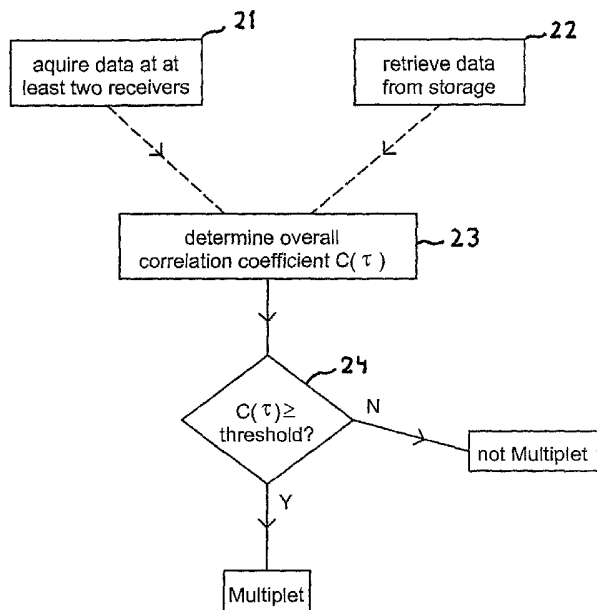 21
22
aquire data at at
least two receivers
retrieve data
from storage
determine overall
correlation coefficient C(τ)
23
24
C(τ)≥
threshold?
N
not Multiplet
Y
Multiplet